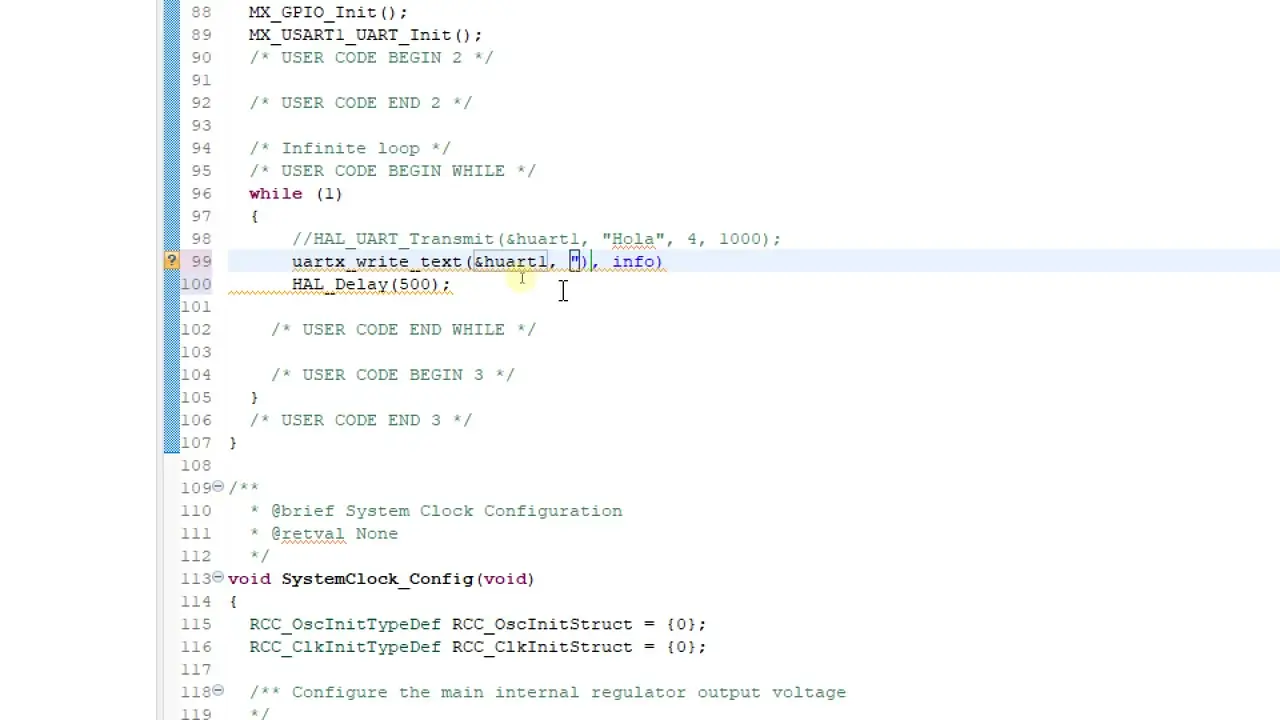 88 MX_GPIO_Init();
89 MX_USART1_UART_Init();
90 /* USER CODE BEGIN 2 */
91
92 /* USER CODE END 2 */
93
94 /* Infinite loop */
95 /* USER CODE BEGIN WHILE */
96 while (1)
97 {
98 //HAL_UART_Transmit(&huart1, "Hola", 4, 1000);
99 uartx_write_text(&huart1, "), info)
100 HAL_Delay(500);
101
102 /* USER CODE END WHILE */
103
104 /* USER CODE BEGIN 3 */
105 }
106 /* USER CODE END 3 */
107 }
108
109 /**
110 * @brief System Clock Configuration
111 * @retval None
112 */
113 void SystemClock_Config(void)
114 {
115 RCC_OscInitTypeDef RCC_OscInitStruct = {0};
116 RCC_ClkInitTypeDef RCC_ClkInitStruct = {0};
117
118 /** Configure the main internal regulator output voltage
119 */